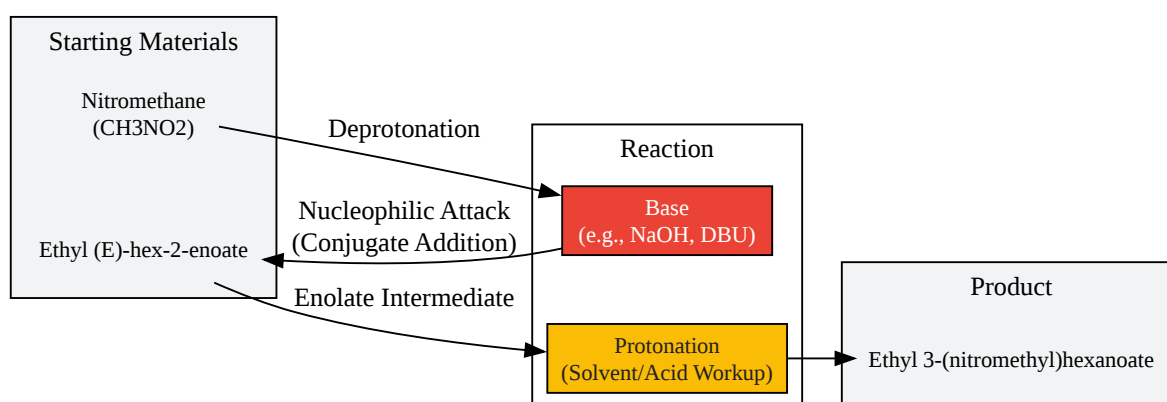 Starting Materials
Nitromethane
(CH3NO2)
Deprotonation
Reaction
Base
(e.g., NaOH, DBU)
Nucleophilic Attack
(Conjugate Addition)
Ethyl (E)-hex-2-enoate
Enolate Intermediate
Protonation
(Solvent/Acid Workup)
Product
Ethyl 3-(nitromethyl)hexanoate